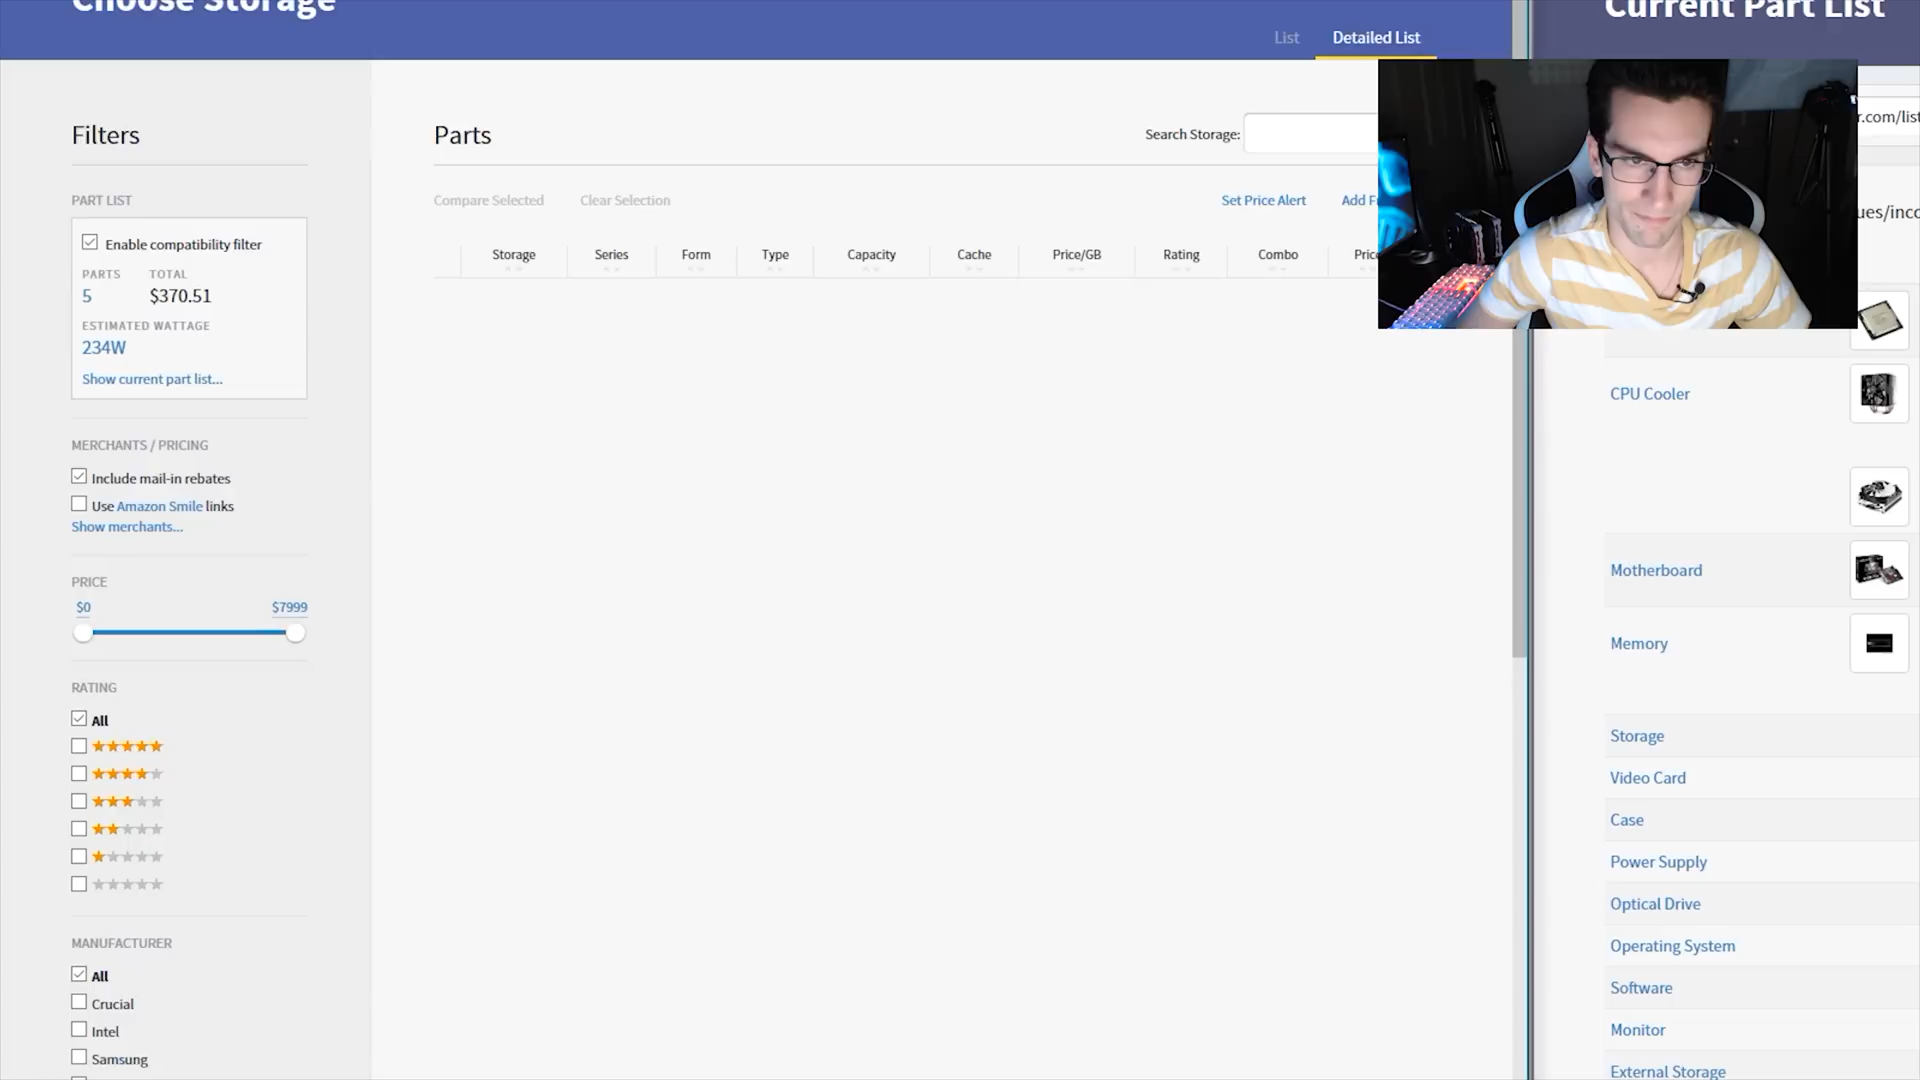 Choose Storage
List
Detailed List
Current Part List
Filters
Parts
Search Storage:
PART LIST
Enable compatibility filter
PARTS TOTAL
5 $370.51
ESTIMATED WATTAGE
234W
Show current part list...
Compare Selected
Clear Selection
Set Price Alert
Add
Storage
Series
Form
Type
Capacity
Cache
Price/GB
Rating
Combo
MERCHANTS / PRICING
Include mail-in rebates
Use Amazon Smile links
Show merchants...
PRICE
$0 $7999
RATING
All
MANUFACTURER
All
Crucial
Intel
Samsung
r.com/list
CPU Cooler
Motherboard
Memory
Storage
Video Card
Case
Power Supply
Optical Drive
Operating System
Software
Monitor
External Storage